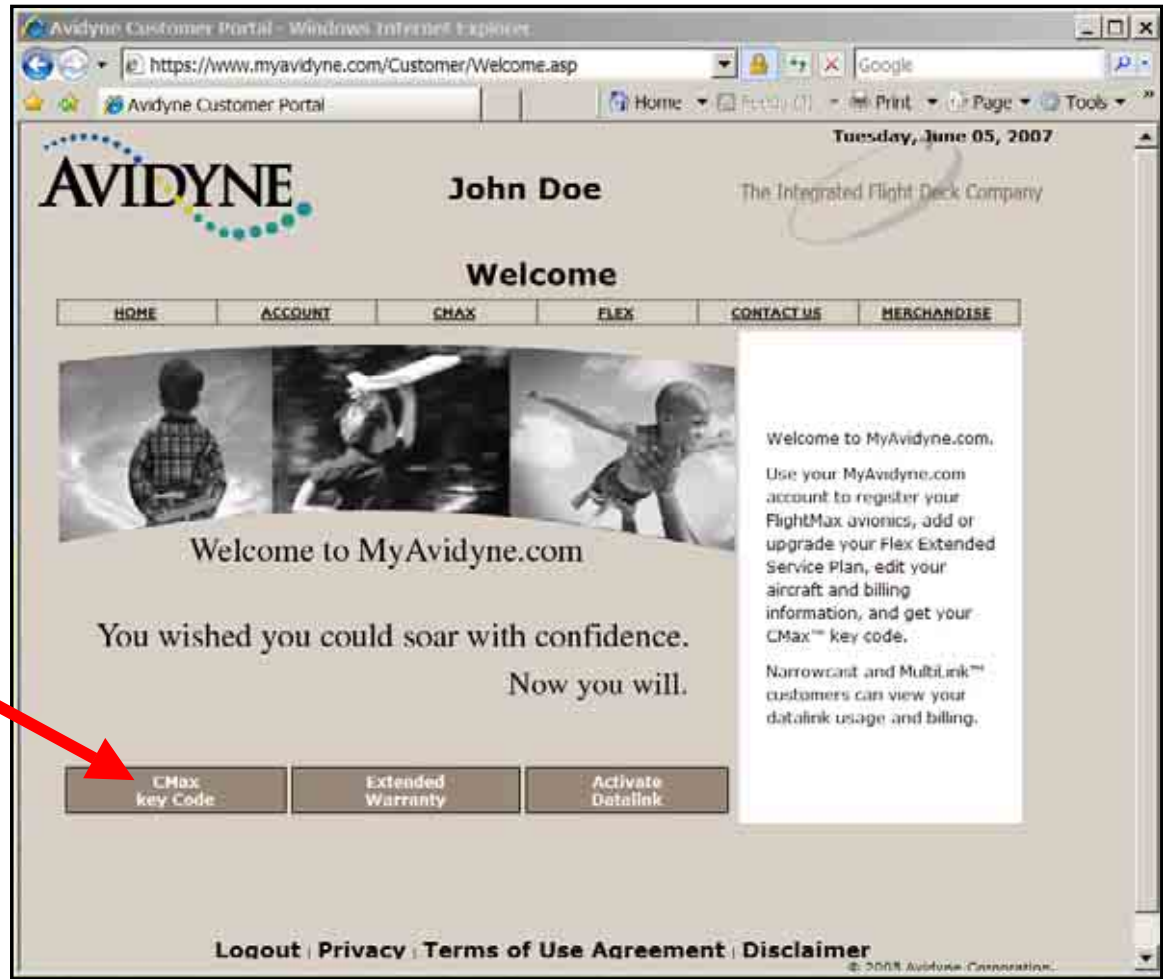 Avidyne Customer Portal - Windows Internet Explorer
https://www.myavidyne.com/Customer/Welcome.asp
Google
Avidyne Customer Portal
Home
Print
Page
Tools
Tuesday, June 05, 2007
AVIDYNE
John Doe
The Integrated Flight Deck Company
Welcome
HOME ACCOUNT CMAX FLEX CONTACT US MERCHANDISE
Welcome to MyAvidyne.com
You wished you could soar with confidence.
Now you will.
Welcome to MyAvidyne.com.
Use your MyAvidyne.com
account to register your
FlightMax avionics, add or
upgrade your Flex Extended
Service Plan, edit your
aircraft and billing
information, and get your
CMax™ key code.
Narrowcast and MultiLink™
customers can view your
datalink usage and billing.
CMax
key Code
Extended
Warranty
Activate
Datalink
Logout | Privacy | Terms of Use Agreement | Disclaimer
Avidyne Corporation.